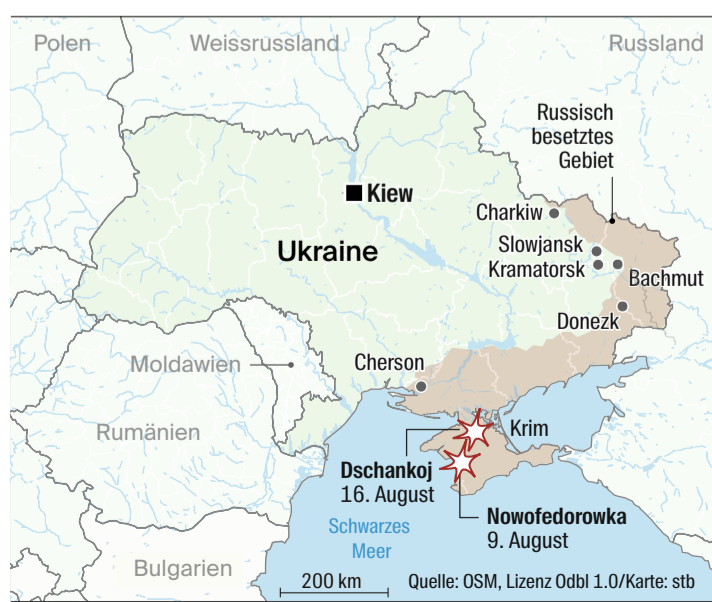 Polen
Weissrussland
Russland
Russisch
besetztes
Gebiet
Kiew
Charkiw
Ukraine
Slowjansk
Kramatorsk
Bachmut
Donezk
Moldawien
Cherson
Rumänien
Krim
Dschankoj
16. August
Nowofedorowka
9. August
Schwarzes
Meer
Bulgarien
200 km
Quelle: OSM, Lizenz Odbl 1.0/Karte: stb